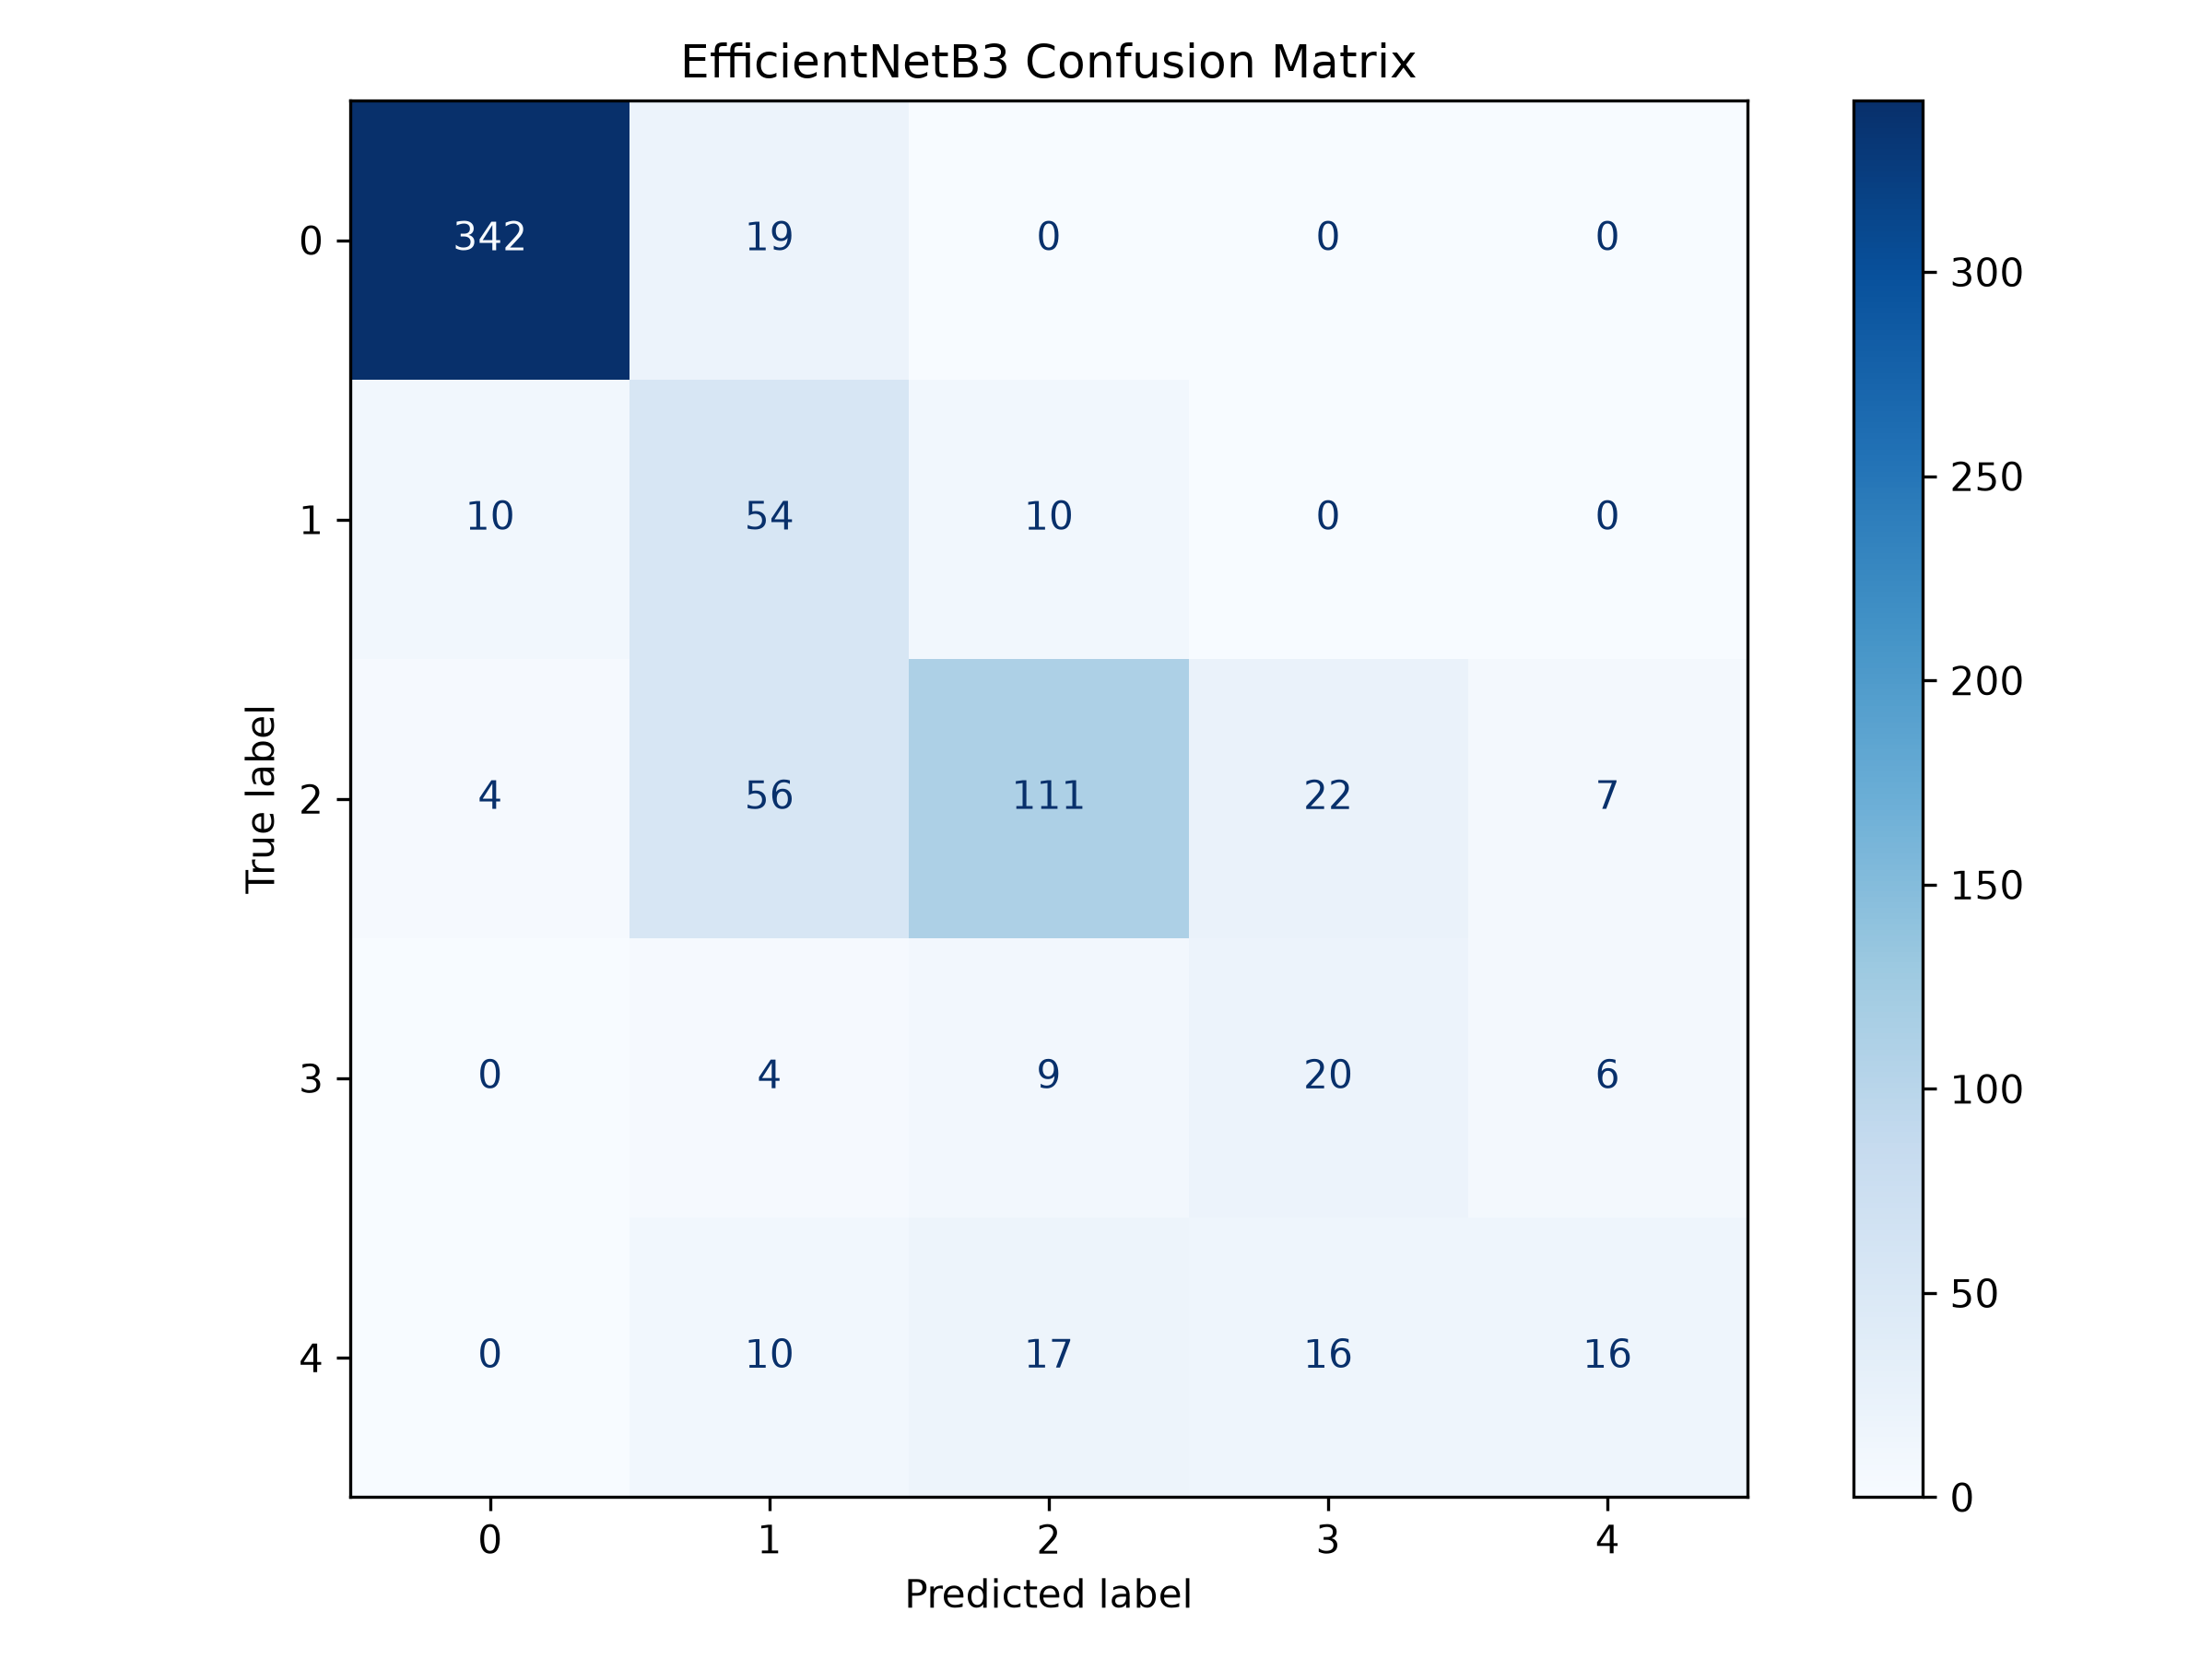 EfficientNetB3 Confusion Matrix
True label
0 342 19 0 0 0
1 10 54 10 0 0
2 4 56 111 22 7
3 0 4 9 20 6
4 0 10 17 16 16
0 1 2 3 4
Predicted label
300
250
200
150
100
50
0